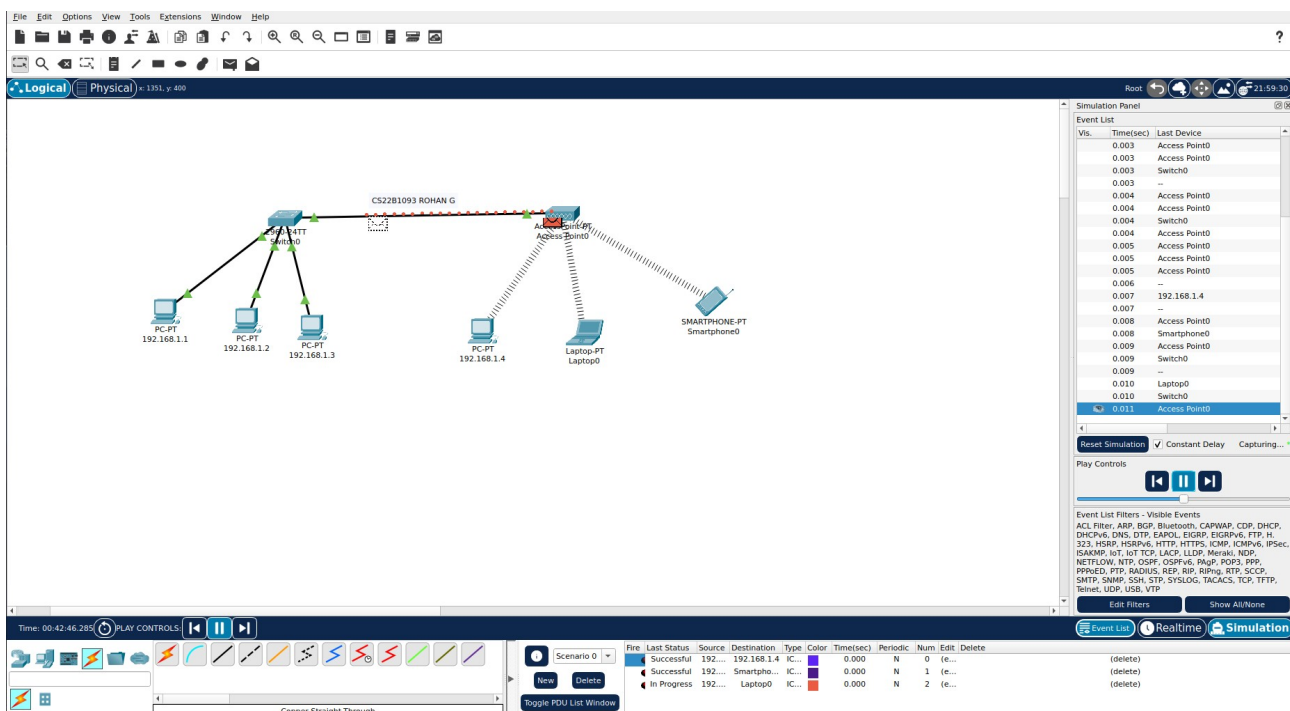 File Edit Options View Tools Extensions Window Help
?
Logical Physical x: 1351, y: 400 Root 21:59:30
Simulation Panel
Event List
Vis. Time(sec) Last Device
0.003 Access Point0
0.003 Access Point0
0.003 Switch0
0.003 --
0.004 Access Point0
0.004 Access Point0
0.004 Switch0
0.004 Access Point0
0.005 Access Point0
0.005 Access Point0
0.005 Access Point0
0.006 --
0.007 192.168.1.4
0.007 --
0.008 Access Point0
0.008 Smartphone0
0.009 Access Point0
0.009 Switch0
0.009 --
0.010 Laptop0
0.010 Switch0
0.011 Access Point0
Reset Simulation Constant Delay Capturing...
Play Controls
Event List Filters - Visible Events
ACL Filter, ARP, BGP, Bluetooth, CAPWAP, CDP, DHCP,
DHCPv6, DNS, DTP, EAPOL, EIGRP, EIGRPv6, FTP, H.
323, HSRP, HSRPv6, HTTP, HTTPS, ICMP, ICMPv6, IPSec,
ISAKMP, IoT, IoT TCP, LACP, LLDP, Meraki, NDP,
NETFLOW, NTP, OSPF, OSPFv6, PAgP, POP3, PPP,
PPPoED, PTP, RADIUS, REP, RIP, RIPng, RTP, SCCP,
SMTP, SNMP, SSH, STP, SYSLOG, TACACS, TCP, TFTP,
Telnet, UDP, USB, VTP
Edit Filters Show All/None
CS22B1093 ROHAN G
2960-24TT
Switch0
Access Point0
PC-PT
192.168.1.1
PC-PT
192.168.1.2
PC-PT
192.168.1.3
PC-PT
192.168.1.4
Laptop-PT
Laptop0
SMARTPHONE-PT
Smartphone0
Time: 00:42:46.285 PLAY CONTROLS: Event List Realtime Simulation
Scenario 0
New Delete
Toggle PDU List Window
Fire Last Status Source Destination Type Color Time(sec) Periodic Num Edit Delete
Successful 192.... 192.168.1.4 IC... 0.000 N 0 (e... (delete)
Successful 192.... Smartpho... IC... 0.000 N 1 (e... (delete)
In Progress 192.... Laptop0 IC... 0.000 N 2 (e... (delete)